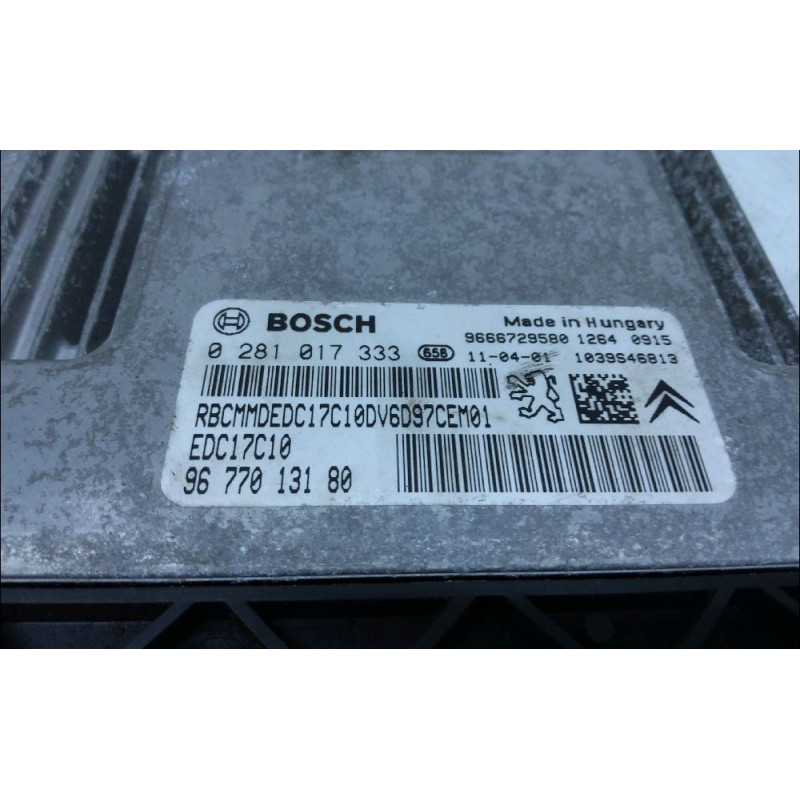 BOSCH
Made in Hungary
0 281 017 333 658
9666729580 1264 0915
11-04-01 1039S46813
RBCMMDEDC17C10DV6D97CEM01
EDC17C10
96 770 131 80